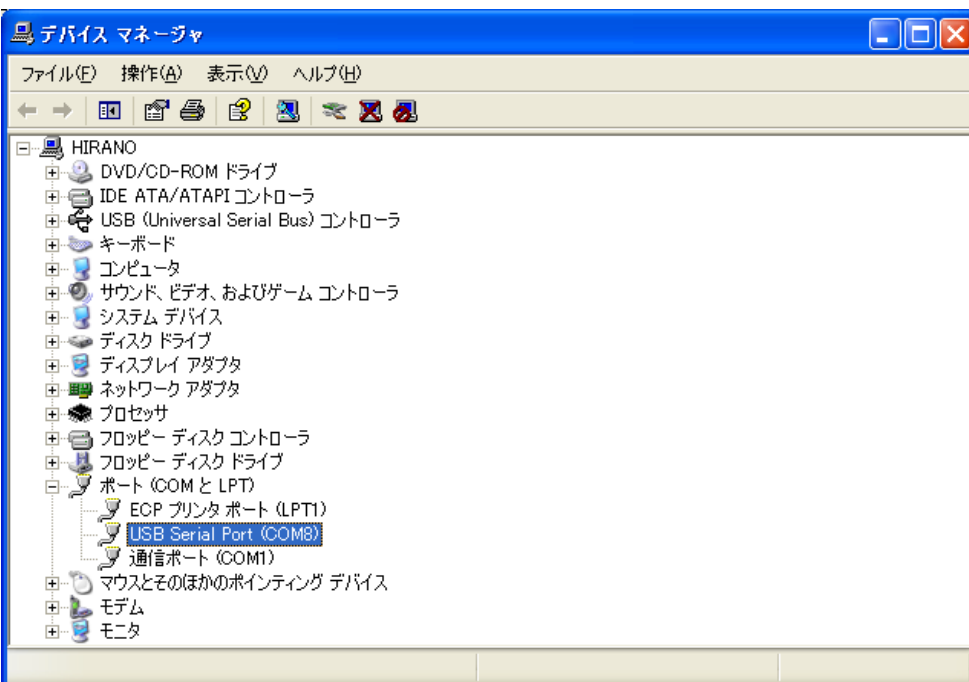 デバイス マネージャ
ファイル(F) 操作(A) 表示(V) ヘルプ(H)
HIRANO
DVD/CD-ROM ドライブ
IDE ATA/ATAPI コントローラ
USB (Universal Serial Bus) コントローラ
キーボード
コンピュータ
サウンド、ビデオ、およびゲーム コントローラ
システム デバイス
ディスク ドライブ
ディスプレイ アダプタ
ネットワーク アダプタ
プロセッサ
フロッピー ディスク コントローラ
フロッピー ディスク ドライブ
ポート (COM と LPT)
ECP プリンタ ポート (LPT1)
USB Serial Port (COM8)
通信ポート (COM1)
マウスとそのほかのポインティング デバイス
モデム
モニタ